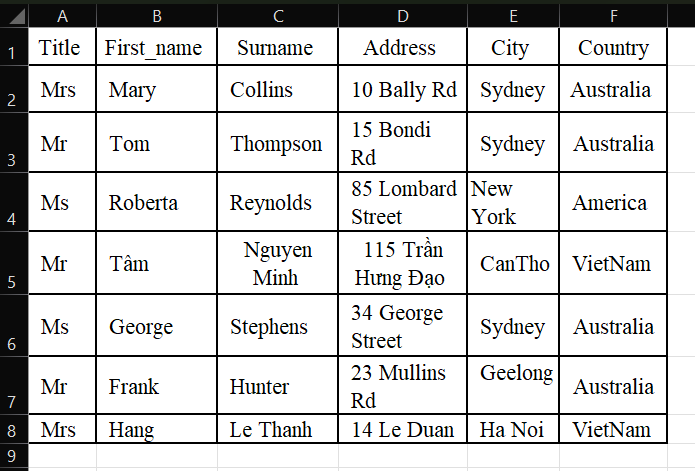 A B C D E F
1 Title First_name Surname Address City Country
2 Mrs Mary Collins 10 Bally Rd Sydney Australia
3 Mr Tom Thompson 15 Bondi Rd Sydney Australia
4 Ms Roberta Reynolds 85 Lombard Street New York America
5 Mr Tâm Nguyen Minh 115 Trần Hưng Đạo CanTho VietNam
6 Ms George Stephens 34 George Street Sydney Australia
7 Mr Frank Hunter 23 Mullins Rd Geelong Australia
8 Mrs Hang Le Thanh 14 Le Duan Ha Noi VietNam
9